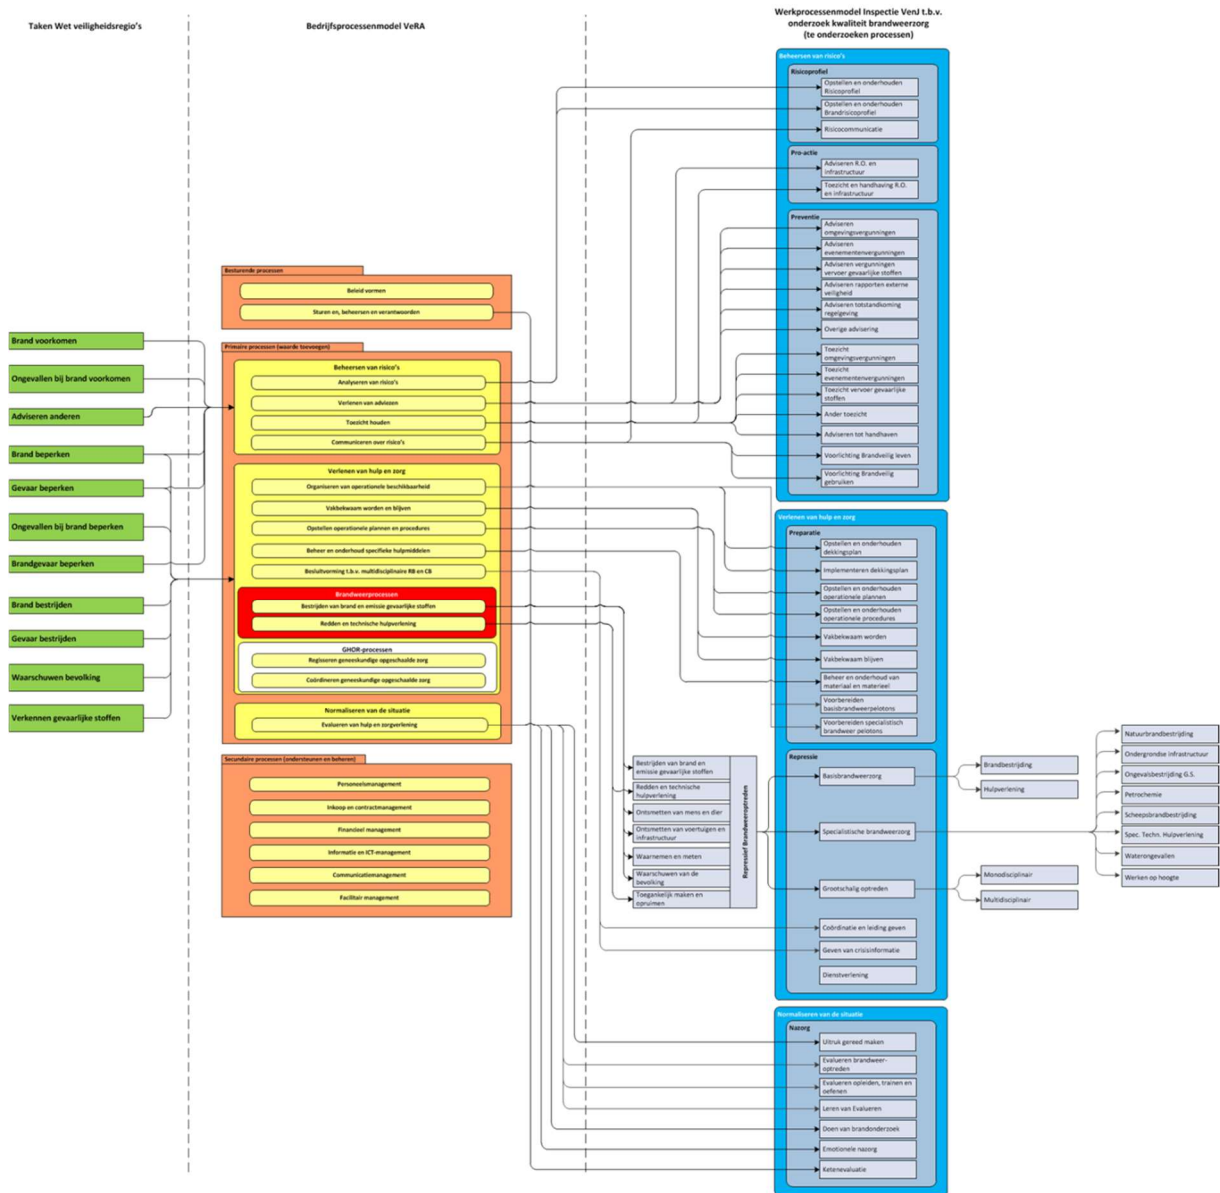 Taken Wet veiligheidsregio's
Bedrijfsprocessenmodel VeRA
Werkprocessenmodel Inspectie VenJ t.b.v.
onderzoek kwaliteit brandweerzorg
(te onderzoeken processen)
Brand voorkomen
Ongevallen bij brand voorkomen
Adviseren anderen
Brand beperken
Gevaar beperken
Ongevallen bij brand beperken
Brandgevaar beperken
Brand bestrijden
Gevaar bestrijden
Waarschuwen bevolking
Verkennen gevaarlijke stoffen
Besturende processen
Beleid vormen
Sturen en, beheersen en verantwoorden
Primaire processen (waarde toevoegen)
Beheersen van risico's
Analyseren van risico's
Verlenen van adviezen
Toezicht houden
Communiceren over risico's
Verlenen van hulp en zorg
Organiseren van operationele beschikbaarheid
Vakbekwaam worden en blijven
Opstellen operationele plannen en procedures
Beheer en onderhoud specifieke hulpmiddelen
Besluitvorming t.b.v. multidisciplinaire RB en CB
Brandweerprocessen
Bestrijden van brand en emissie gevaarlijke stoffen
Redden en technische hulpverlening
GHOR-processen
Regisseren geneeskundige opgeschaalde zorg
Coördineren geneeskundige opgeschaalde zorg
Normaliseren van de situatie
Evalueren van hulp en zorgverlening
Secundaire processen (ondersteunen en beheren)
Personeelsmanagement
Inkoop en contractmanagement
Financieel management
Informatie en ICT-management
Communicatiemanagement
Facilitair management
Bestrijden van brand en
emissie gevaarlijke stoffen
Redden en technische
hulpverlening
Ontsmetten van mens en dier
Ontsmetten van voertuigen en
infrastructuur
Waarnemen en meten
Waarschuwen van de
bevolking
Toegankelijk maken en
opruimen
Repressief Brandweeroptreden
Beheersen van risico's
Risicoprofiel
Opstellen en onderhouden
Risicoprofiel
Opstellen en onderhouden
Brandrisicoprofiel
Risicocommunicatie
Pro-actie
Adviseren R.O. en
infrastructuur
Toezicht en handhaving R.O.
en infrastructuur
Preventie
Adviseren
omgevingsvergunningen
Adviseren
evenementenvergunningen
Adviseren vergunningen
vervoer gevaarlijke stoffen
Adviseren rapporten externe
veiligheid
Adviseren totstandkoming
regelgeving
Overige advisering
Toezicht
omgevingsvergunningen
Toezicht
evenementenvergunningen
Toezicht vervoer gevaarlijke
stoffen
Ander toezicht
Adviseren tot handhaven
Voorlichting Brandveilig leven
Voorlichting Brandveilig
gebruiken
Verlenen van hulp en zorg
Preparatie
Opstellen en onderhouden
dekkingsplan
Implementeren dekkingsplan
Opstellen en onderhouden
operationele plannen
Opstellen en onderhouden
operationele procedures
Vakbekwaam worden
Vakbekwaam blijven
Beheer en onderhoud van
materiaal en materieel
Voorbereiden
basisbrandweerpelotons
Voorbereiden specialistisch
brandweer pelotons
Repressie
Basisbrandweerzorg
Specialistische brandweerzorg
Grootschalig optreden
Coördinatie en leiding geven
Geven van crisisinformatie
Dienstverlening
Brandbestrijding
Hulpverlening
Monodisciplinair
Multidisciplinair
Natuurbrandbestrijding
Ondergrondse infrastructuur
Ongevalsbestrijding G.S.
Petrochemie
Scheepsbrandbestrijding
Spec. Techn. Hulpverlening
Waterongevallen
Werken op hoogte
Normaliseren van de situatie
Nazorg
Uitruk gereed maken
Evalueren brandweer-
optreden
Evalueren opleiden, trainen en
oefenen
Leren van Evalueren
Doen van brandonderzoek
Emotionele nazorg
Ketenevaluatie